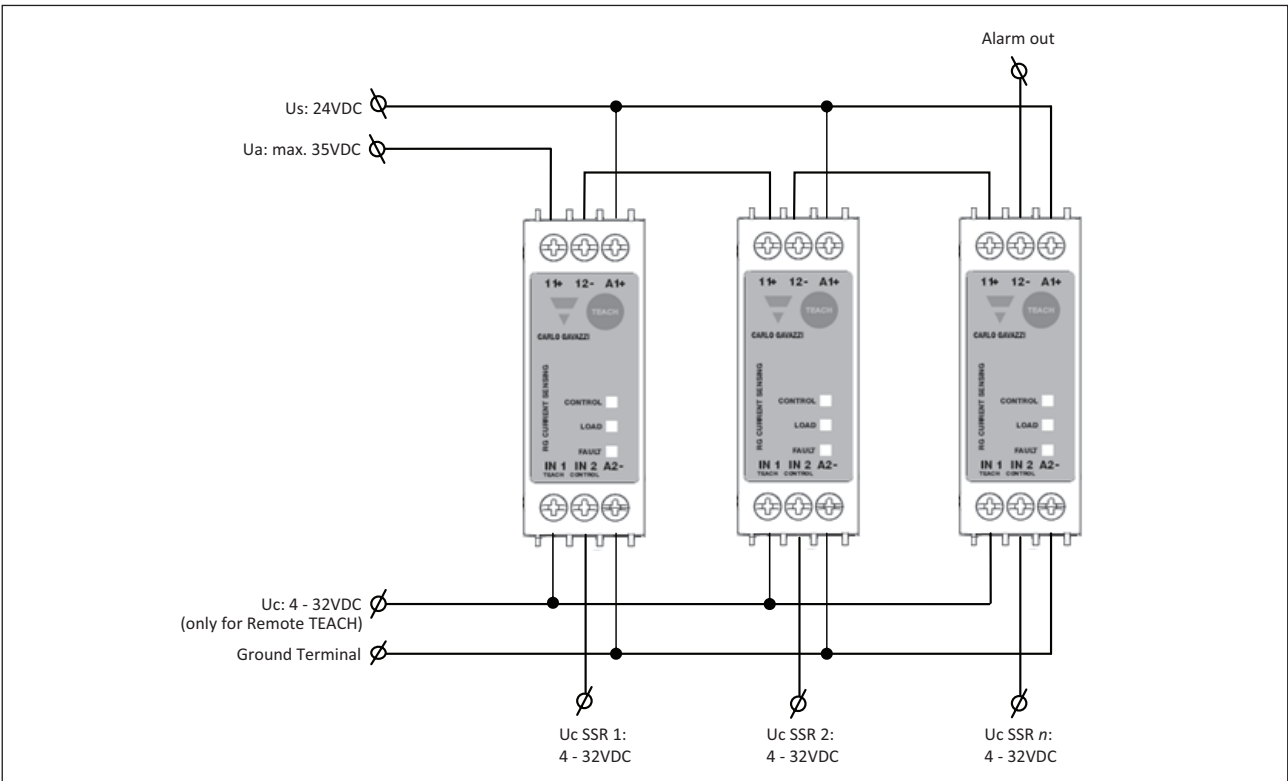 Alarm out
Us: 24VDC
Ua: max. 35VDC
11+ 12- A1+
TEACH
CARLO GAVAZZI
RG CURRENT SENSING
CONTROL
LOAD
FAULT
IN 1 IN 2 A2-
TEACH CONTROL
11+ 12- A1+
TEACH
CARLO GAVAZZI
RG CURRENT SENSING
CONTROL
LOAD
FAULT
IN 1 IN 2 A2-
TEACH CONTROL
11+ 12- A1+
TEACH
CARLO GAVAZZI
RG CURRENT SENSING
CONTROL
LOAD
FAULT
IN 1 IN 2 A2-
TEACH CONTROL
Uc: 4 - 32VDC
(only for Remote TEACH)
Ground Terminal
Uc SSR 1:
4 - 32VDC
Uc SSR 2:
4 - 32VDC
Uc SSR n:
4 - 32VDC